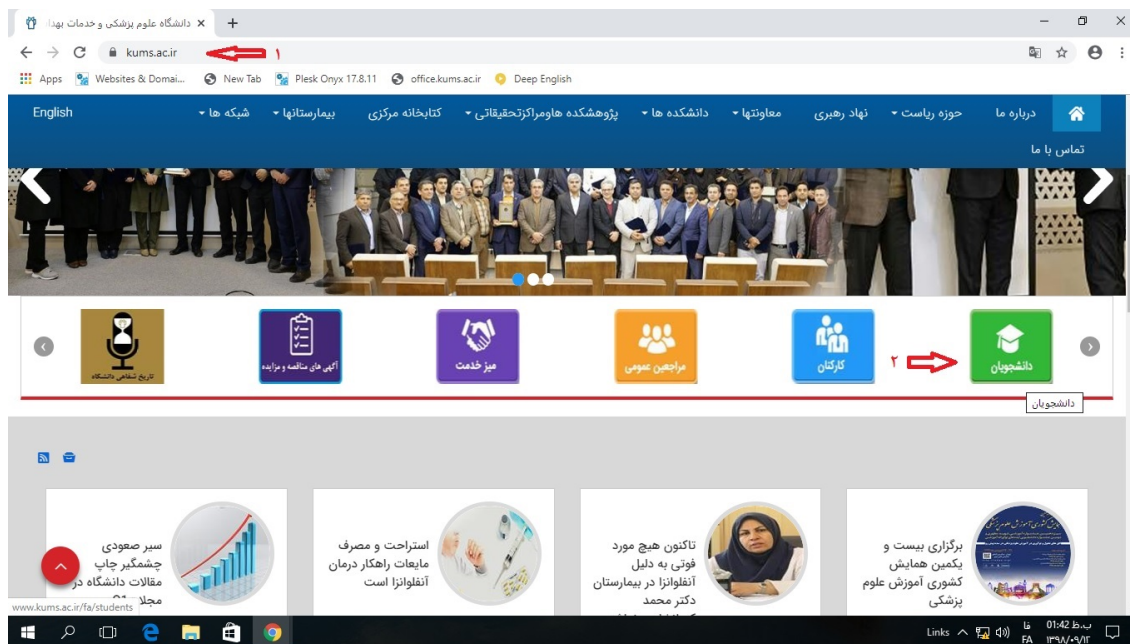 دانشگاه علوم پزشکی و خدمات بهدا
kums.ac.ir
۱
Apps Websites & Domai... New Tab Plesk Onyx 17.8.11 office.kums.ac.ir Deep English
درباره ما حوزه ریاست نهاد رهبری معاونتها دانشکده ها پژوهشکده هاومراکزتحقیقاتی کتابخانه مرکزی بیمارستانها شبکه ها English
تماس با ما
دانشجویان
۲
کارکنان
مراجعین عمومی
میز خدمت
آگهی های مناقصه و مزایده
تاریخ شفاهی دانشگاه
دانشجویان
برگزاری بیست و
یکمین همایش
کشوری آموزش علوم
پزشکی
تاکنون هیچ مورد
فوتی به دلیل
آنفلوانزا در بیمارستان
دکتر محمد
استراحت و مصرف
مایعات راهکار درمان
آنفلوانزا است
سیر صعودی
چشمگیر چاپ
مقالات دانشگاه در
www.kums.ac.ir/fa/students
Links
فا
FA
01:42 ب.ظ
۱۳۹۸/۰۹/۱۲